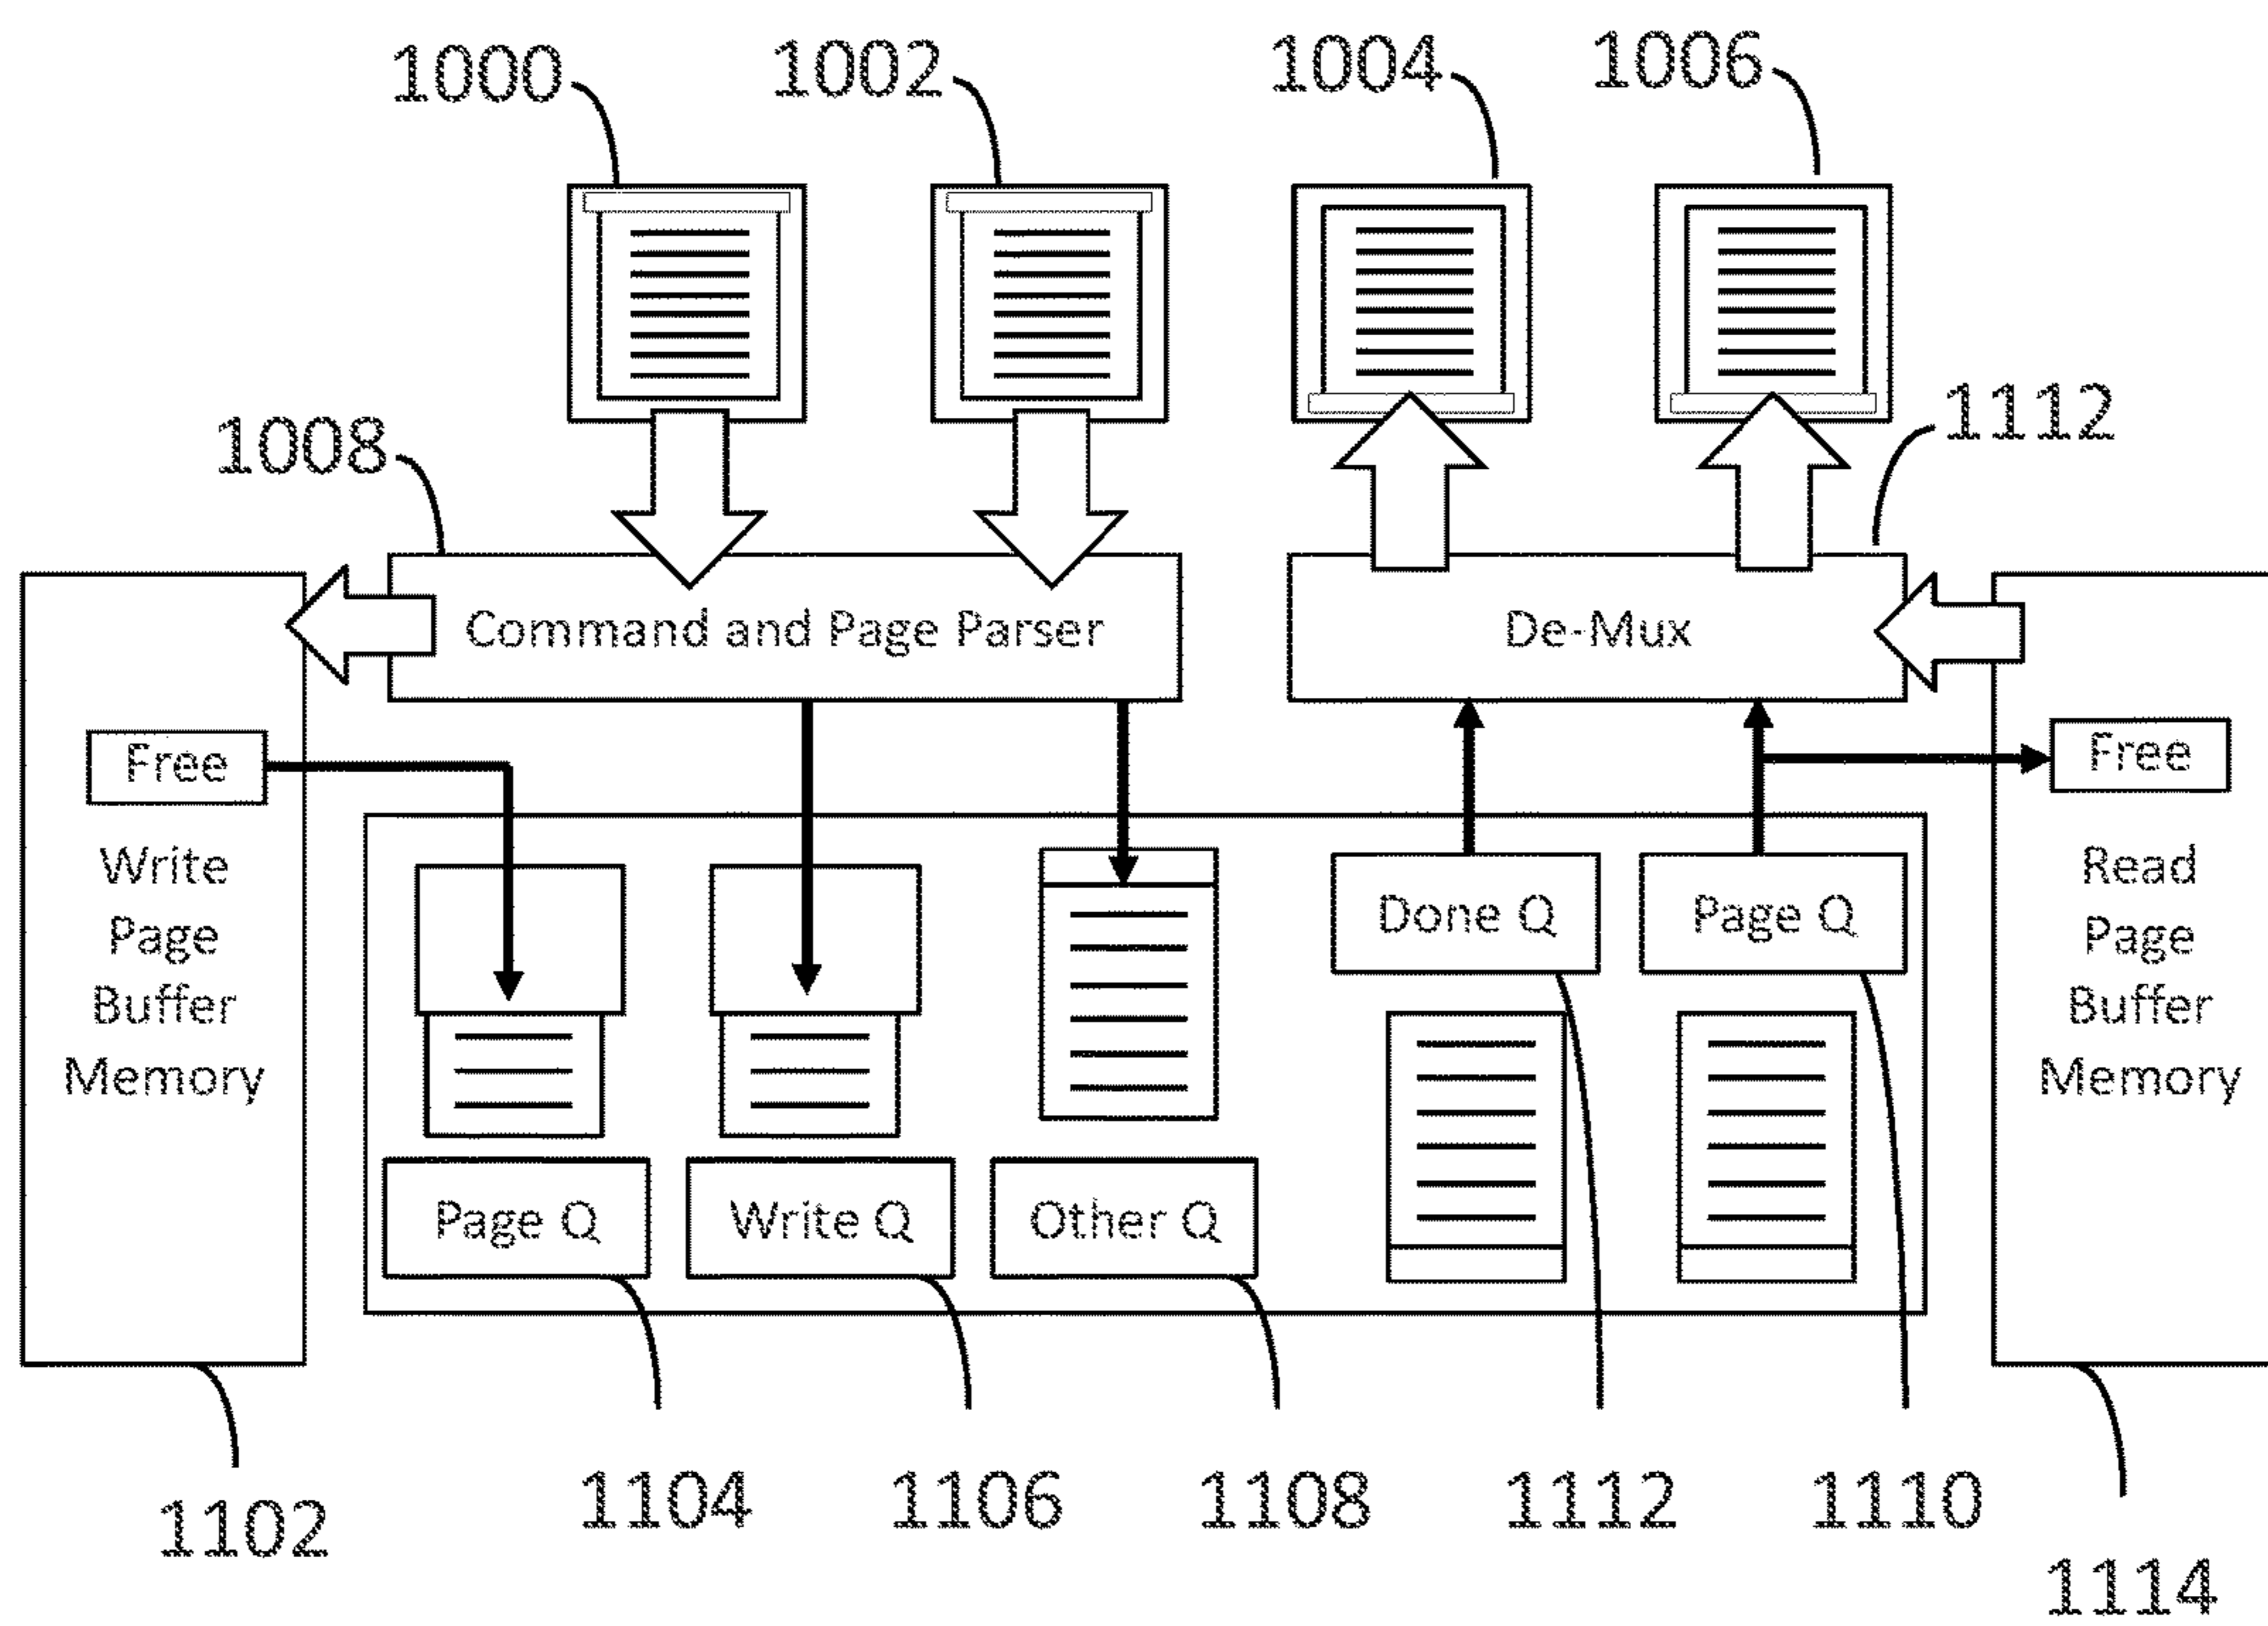 1000
1002
1004
1006
1008
1112
Command and Page Parser
De-Mux
Free
Free
Write
Page
Buffer
Memory
Done Q
Page Q
Read
Page
Buffer
Memory
Page Q
Write Q
Other Q
1102
1104
1106
1108
1112
1110
1114